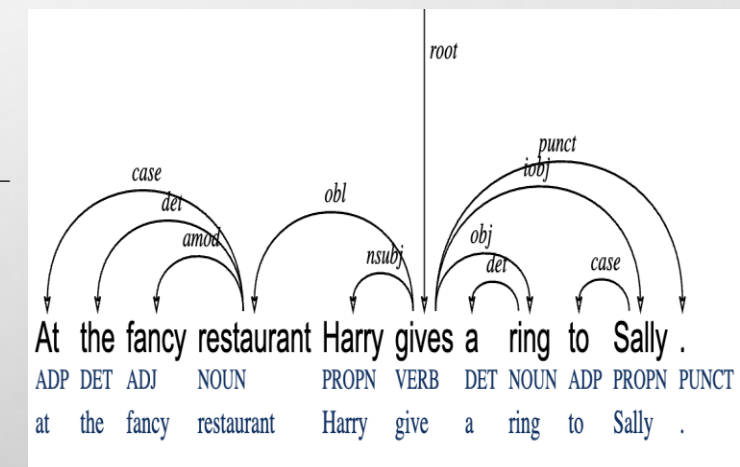 root
punct
iobj
case
det
obl
amod
obj
nsubj
det
case
At the fancy restaurant Harry gives a ring to Sally .
ADP DET ADJ NOUN PROPN VERB DET NOUN ADP PROPN PUNCT
at the fancy restaurant Harry give a ring to Sally .